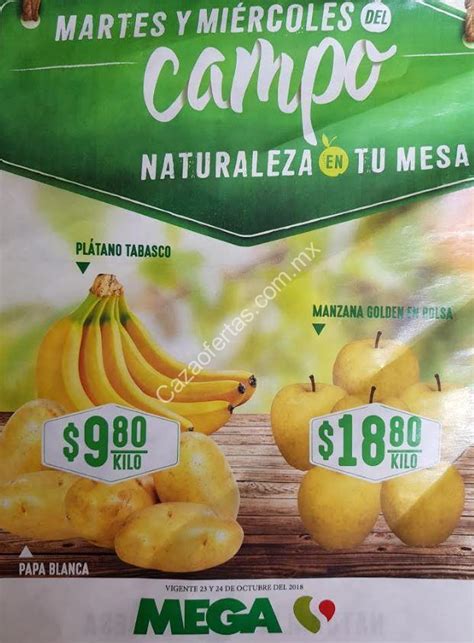 MARTES Y MIÉRCOLES DEL
Campo
NATURALEZA EN TU MESA
PLÁTANO TABASCO
MANZANA GOLDEN EN BOLSA
Cazaofertas.com.mx
$9.80
KILO
$18.80
KILO
PAPA BLANCA
VIGENTE 23 Y 24 DE OCTUBRE DEL 2018
MEGA